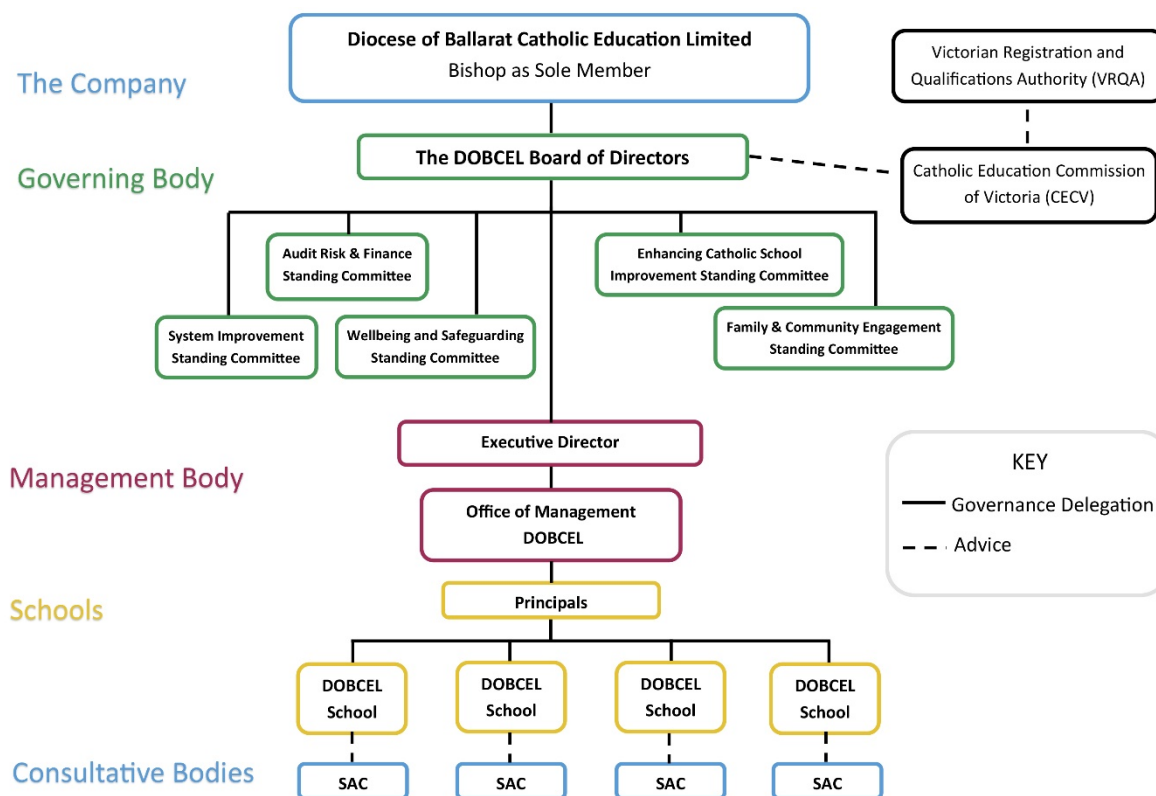 Diocese of Ballarat Catholic Education Limited
Bishop as Sole Member
Victorian Registration and
Qualifications Authority (VRQA)
The Company
The DOBCEL Board of Directors
Catholic Education Commission
of Victoria (CECV)
Governing Body
Audit Risk & Finance
Standing Committee
Enhancing Catholic School
Improvement Standing Committee
System Improvement
Standing Committee
Wellbeing and Safeguarding
Standing Committee
Family & Community Engagement
Standing Committee
Executive Director
Management Body
Office of Management
DOBCEL
KEY
Governance Delegation
Advice
Schools
Principals
DOBCEL
School
DOBCEL
School
DOBCEL
School
DOBCEL
School
Consultative Bodies
SAC
SAC
SAC
SAC